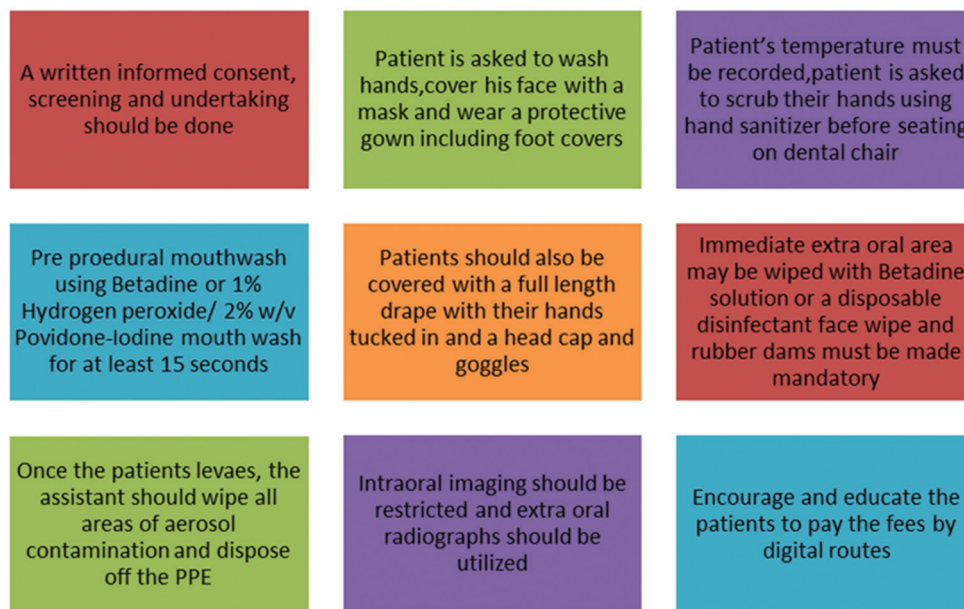 A written informed consent,
screening and undertaking
should be done
Patient is asked to wash
hands,cover his face with a
mask and wear a protective
gown including foot covers
Patient's temperature must
be recorded,patient is asked
to scrub their hands using
hand sanitizer before seating
on dental chair
Pre proedural mouthwash
using Betadine or 1%
Hydrogen peroxide/ 2% w/v
Povidone-Iodine mouth wash
for at least 15 seconds
Patients should also be
covered with a full length
drape with their hands
tucked in and a head cap and
goggles
Immediate extra oral area
may be wiped with Betadine
solution or a disposable
disinfectant face wipe and
rubber dams must be made
mandatory
Once the patients levaes, the
assistant should wipe all
areas of aerosol
contamination and dispose
off the PPE
Intraoral imaging should be
restricted and extra oral
radiographs should be
utilized
Encourage and educate the
patients to pay the fees by
digital routes